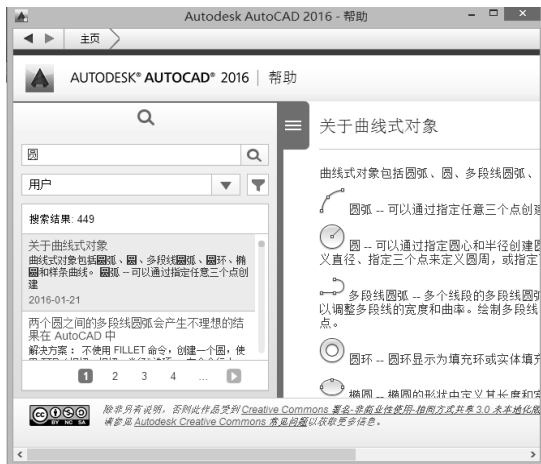 Autodesk AutoCAD 2016 - 帮助
主页
AUTODESK® AUTOCAD® 2016 | 帮助
圆
用户
搜索结果: 449
关于曲线式对象
曲线式对象包括圆弧、圆、多段线圆弧、圆环、椭
圆和样条曲线。 圆弧 -- 可以通过指定任意三个点创
建
2016-01-21
两个圆之间的多段线圆弧会产生不理想的结
果在 AutoCAD 中
解决方案： 不使用 FILLET 命令，创建一个圆，使
1 2 3 4 ...
关于曲线式对象
曲线式对象包括圆弧、圆、多段线圆弧、
圆弧 -- 可以通过指定任意三个点创建
圆 -- 可以通过指定圆心和半径创建圆
义直径、指定三个点来定义圆周，或指定
多段线圆弧 -- 多个线段的多段线圆弧
以调整多段线的宽度和曲率。绘制多段线
点。
圆环 -- 圆环显示为填充环或实体填充
椭圆 -- 椭圆的形状由定义其长度和宽
cc BY NC SA
除非另有说明，否则此作品受到 Creative Commons 署名-非商业性使用-相同方式共享 3.0 未本地化版
请参见 Autodesk Creative Commons 常见问题以获取更多信息。